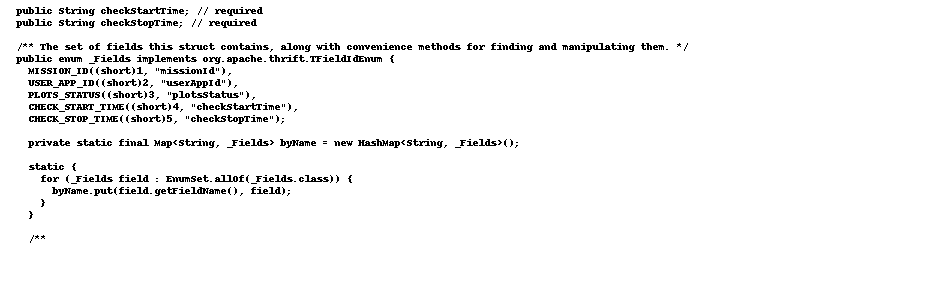 public String checkStartTime; // required
public String checkStopTime; // required
/** The set of fields this struct contains, along with convenience methods for finding and manipulating them. */
public enum _Fields implements org.apache.thrift.TFieldIdEnum {
MISSION_ID((short)1, "missionId"),
USER_APP_ID((short)2, "userAppId"),
PLOTS_STATUS((short)3, "plotsStatus"),
CHECK_START_TIME((short)4, "checkStartTime"),
CHECK_STOP_TIME((short)5, "checkStopTime");
private static final Map<String, _Fields> byName = new HashMap<String, _Fields>();
static {
for (_Fields field : EnumSet.allOf(_Fields.class)) {
byName.put(field.getFieldName(), field);
}
}
/**